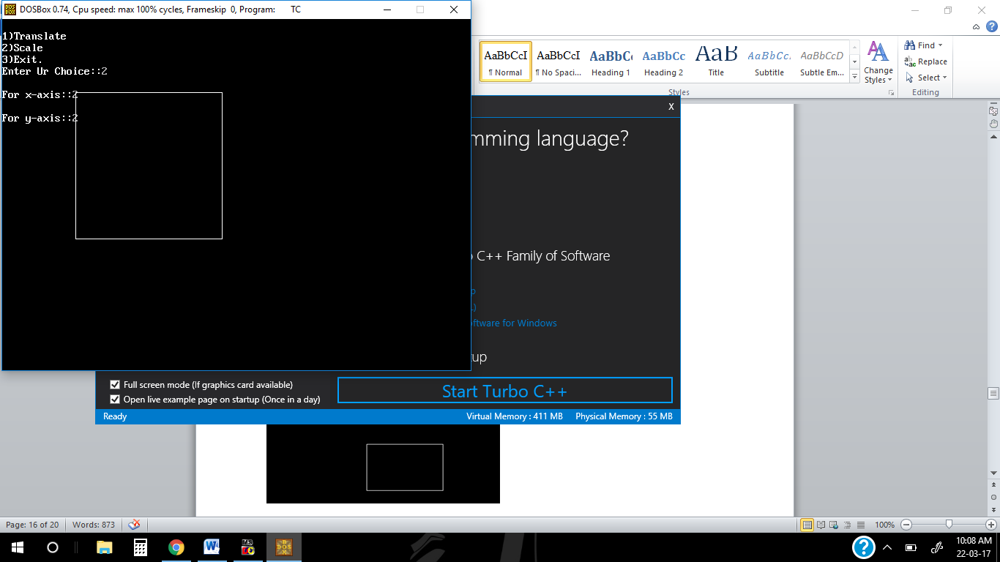 DOSBox 0.74, Cpu speed: max 100% cycles, Frameskip 0, Program: TC
1)Translate
2)Scale
3)Exit.
Enter Ur Choice::2
For x-axis::2
For y-axis::2
AaBbCcI AaBbCcI AaBbCc AaBbCc AaB AaBbCc. AaBbCcD
¶ Normal ¶ No Spaci... Heading 1 Heading 2 Title Subtitle Subtle Em...
Change
Styles
Find
Replace
Select
Styles
Editing
X
mming language?
C++ Family of Software
p
L)
ftware for Windows
tup
Full screen mode (If graphics card available)
Open live example page on startup (Once in a day)
Start Turbo C++
Ready
Virtual Memory : 411 MB Physical Memory : 55 MB
Page: 16 of 20 Words: 873
100%
10:08 AM
22-03-17